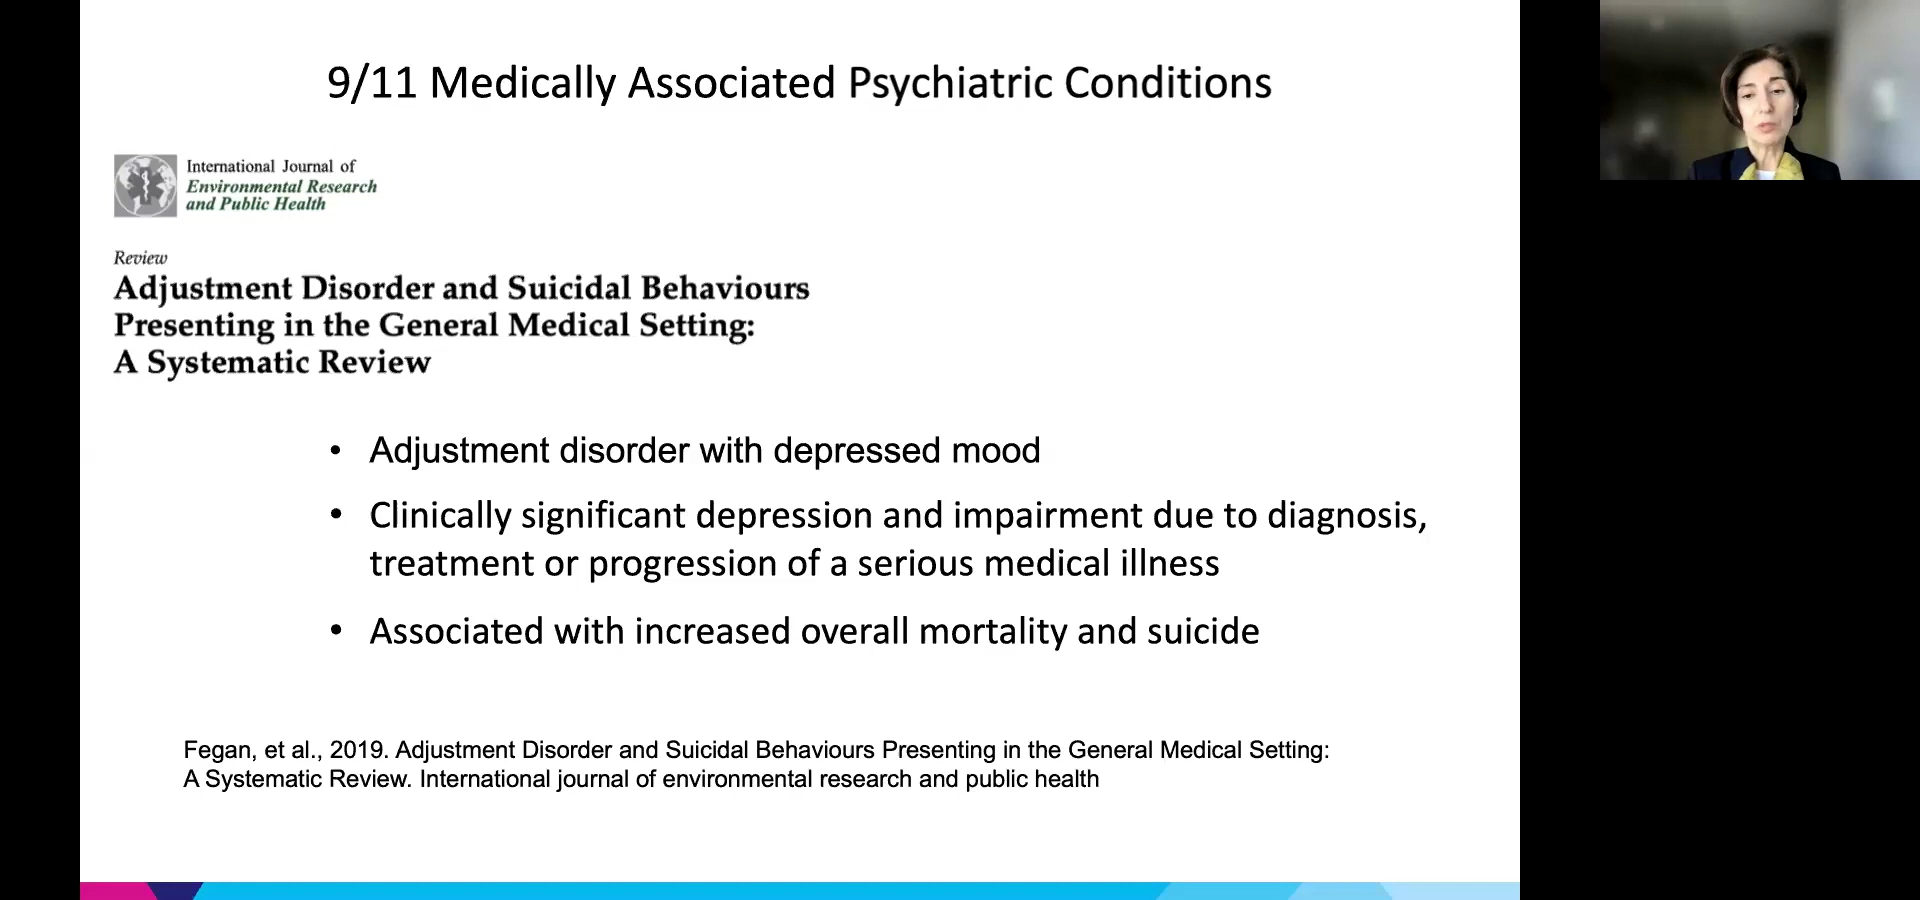 9/11 Medically Associated Psychiatric Conditions
International Journal of
Environmental Research
and Public Health
Review
Adjustment Disorder and Suicidal Behaviours
Presenting in the General Medical Setting:
A Systematic Review
• Adjustment disorder with depressed mood
• Clinically significant depression and impairment due to diagnosis,
treatment or progression of a serious medical illness
• Associated with increased overall mortality and suicide
Fegan, et al., 2019. Adjustment Disorder and Suicidal Behaviours Presenting in the General Medical Setting:
A Systematic Review. International journal of environmental research and public health